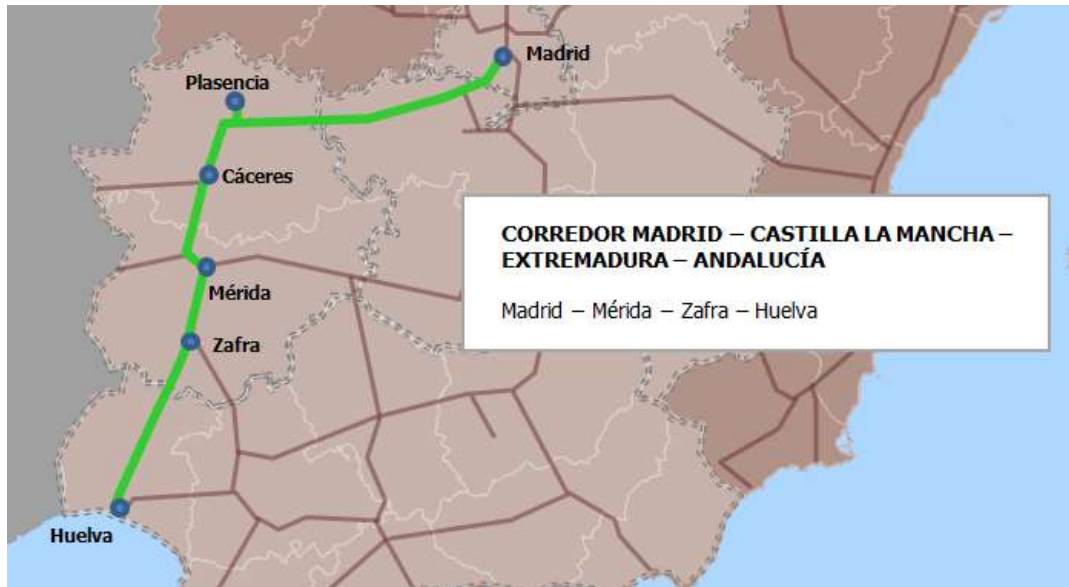 Madrid
Plasencia
Cáceres
CORREDOR MADRID – CASTILLA LA MANCHA –
EXTREMADURA – ANDALUCÍA
Madrid – Mérida – Zafra – Huelva
Mérida
Zafra
Huelva